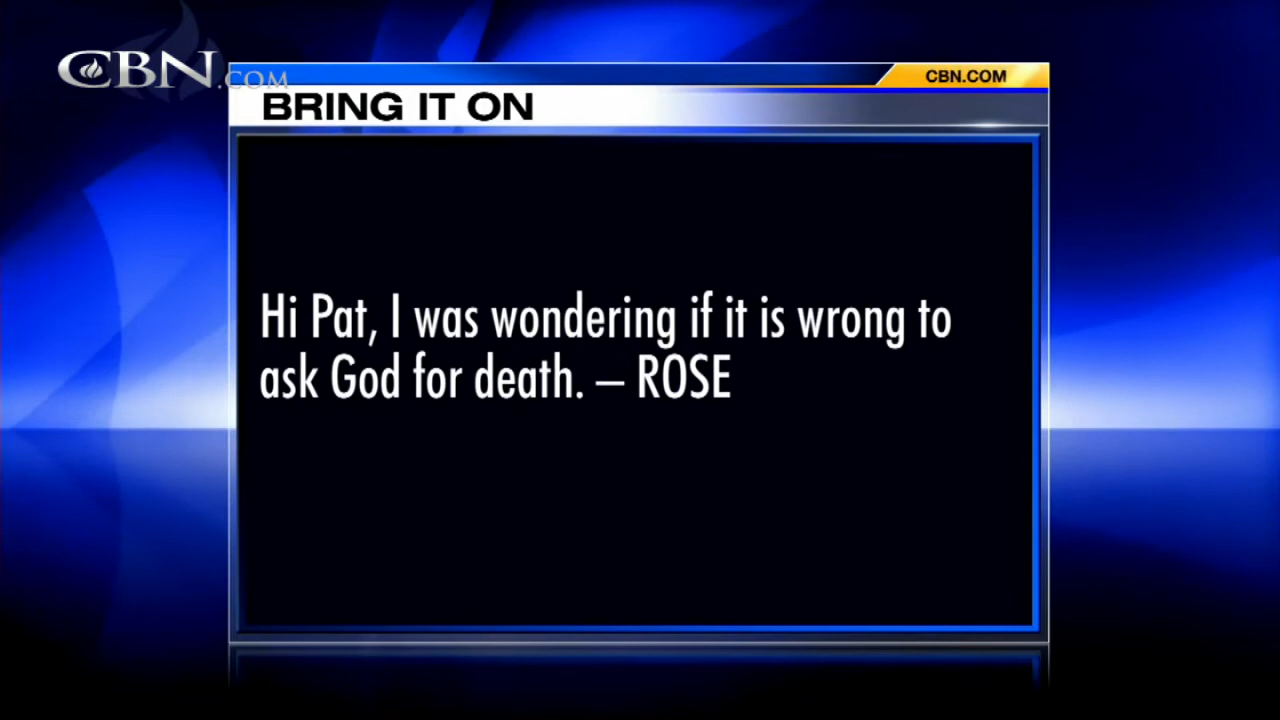 CBN.COM
CBN.COM
BRING IT ON
Hi Pat, I was wondering if it is wrong to
ask God for death. – ROSE